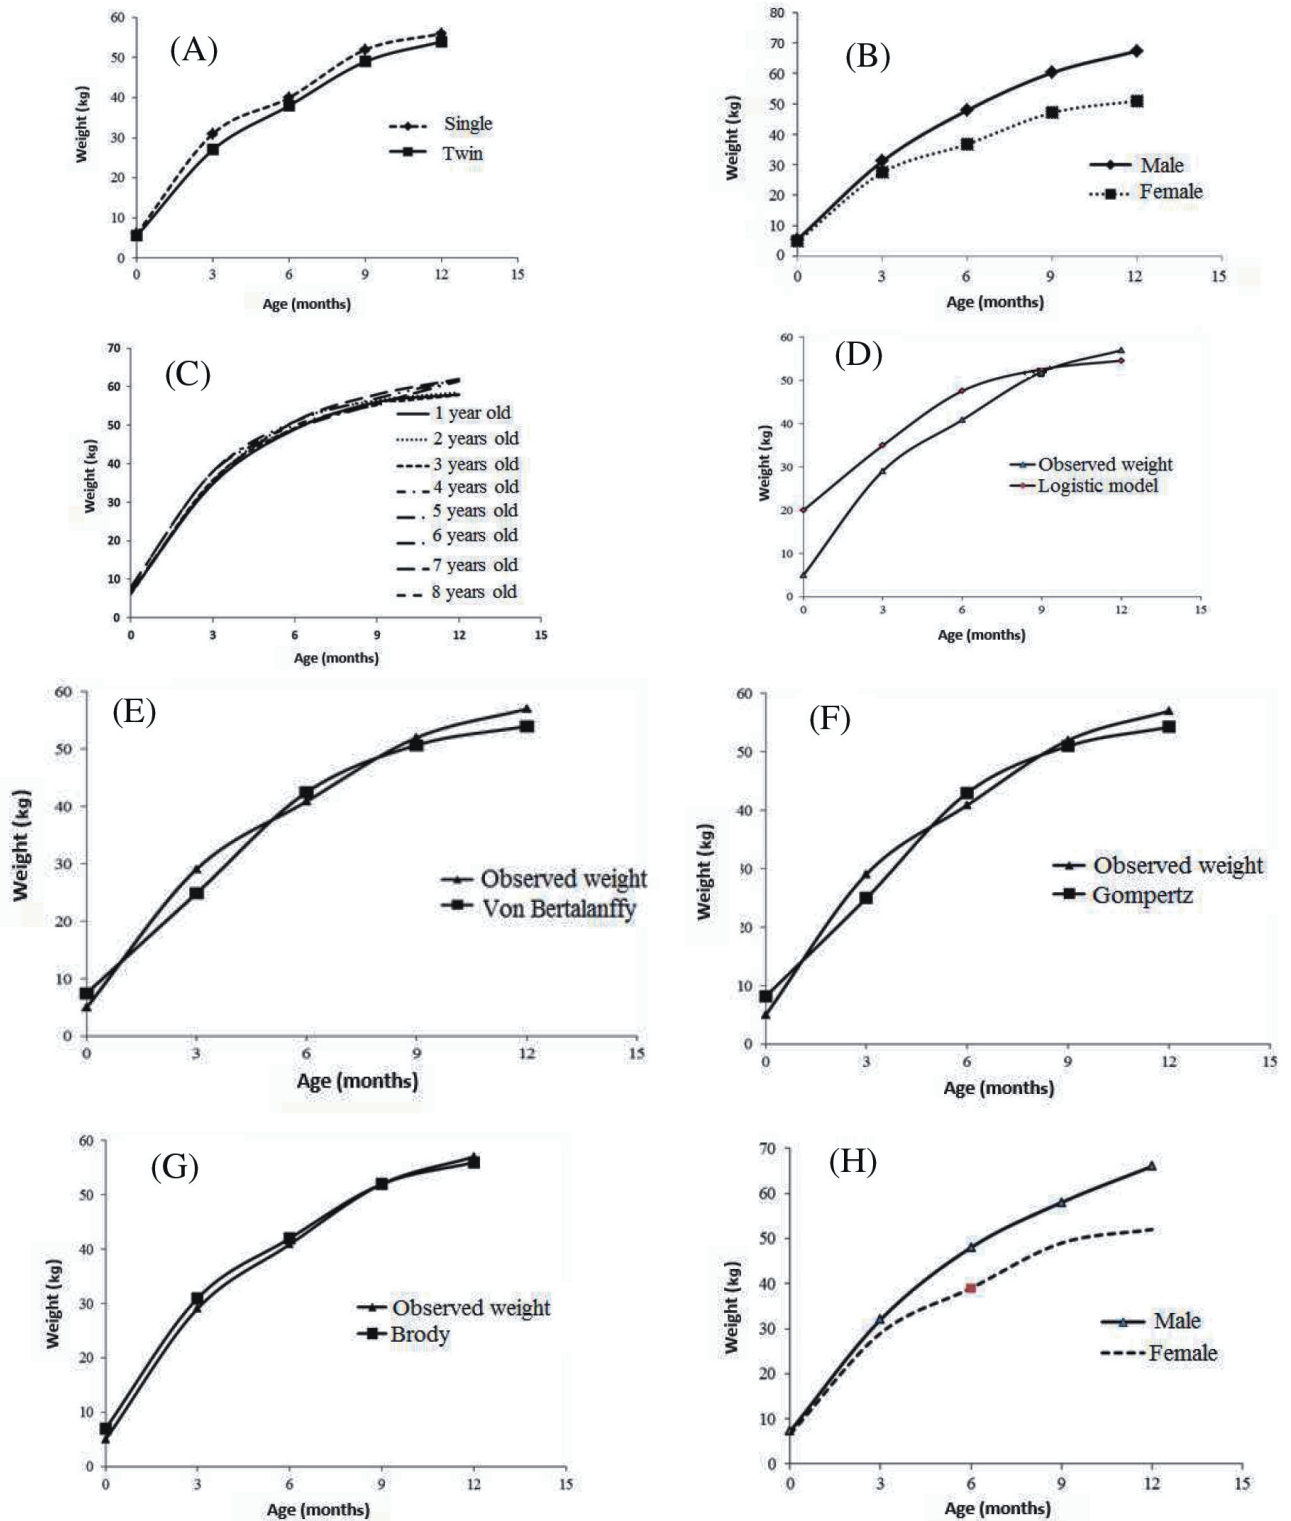 (A)
60
50
40
30
20
10
0
Weight (kg)
Single
Twin
0 3 6 9 12 15
Age (months)
(B)
80
70
60
50
40
30
20
10
0
Weight (kg)
Male
Female
0 3 6 9 12 15
Age (months)
(C)
70
60
50
40
30
20
10
0
Weight (kg)
1 year old
2 years old
3 years old
4 years old
5 years old
6 years old
7 years old
8 years old
0 3 6 9 12 15
Age (months)
(D)
60
50
40
30
20
10
0
Weight (kg)
Observed weight
Logistic model
0 3 6 9 12 15
Age (months)
(E)
60
50
40
30
20
10
0
Weight (kg)
Observed weight
Von Bertalanffy
0 3 6 9 12 15
Age (months)
(F)
60
50
40
30
20
10
0
Weight (kg)
Observed weight
Gompertz
0 3 6 9 12 15
Age (months)
(G)
60
50
40
30
20
10
0
Weight (kg)
Observed weight
Brody
0 3 6 9 12 15
Age (months)
(H)
70
60
50
40
30
20
10
0
Weight (kg)
Male
Female
0 3 6 9 12 15
Age (months)